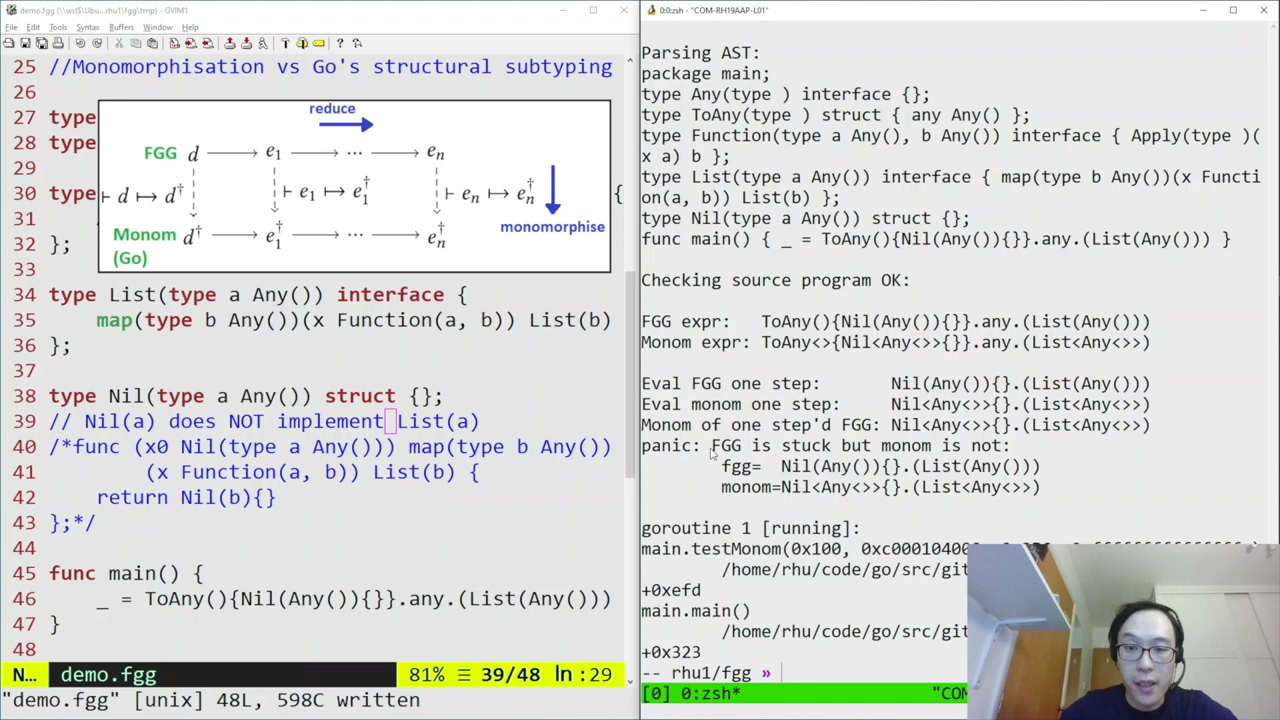 demo.fgg (\\wsl$\Ubu...rhu1\fgg\tmp) - GVIM1
File Edit Tools Syntax Buffers Window Help
25 //Monomorphisation vs Go's structural subtyping
26
27 type
28 type
29
30 type {
31
32 };
33
reduce
FGG d e1 ⋯ en
⊢ d ↦ d† ⊢ e1 ↦ e1† ⊢ en ↦ en†
monomorphise
Monom d† e1† ⋯ en†
(Go)
34 type List(type a Any()) interface {
35 map(type b Any())(x Function(a, b)) List(b)
36 };
37
38 type Nil(type a Any()) struct {};
39 // Nil(a) does NOT implement List(a)
40 /*func (x0 Nil(type a Any())) map(type b Any())
41 (x Function(a, b)) List(b) {
42 return Nil(b){}
43 };*/
44
45 func main() {
46 _ = ToAny(){Nil(Any()){}}.any.(List(Any()))
47 }
48
N... demo.fgg 81% ≡ 39/48 ln:29
"demo.fgg" [unix] 48L, 598C written
0:0:zsh* "COM-RH19AAP-L01"
Parsing AST:
package main;
type Any(type ) interface {};
type ToAny(type ) struct { any Any() };
type Function(type a Any(), b Any()) interface { Apply(type )(
x a) b };
type List(type a Any()) interface { map(type b Any())(x Functi
on(a, b)) List(b) };
type Nil(type a Any()) struct {};
func main() { _ = ToAny(){Nil(Any()){}}.any.(List(Any())) }
Checking source program OK:
FGG expr: ToAny(){Nil(Any()){}}.any.(List(Any()))
Monom expr: ToAny<>{Nil<Any<>>{}}.any.(List<Any<>>)
Eval FGG one step: Nil(Any()){}.(List(Any()))
Eval monom one step: Nil<Any<>>{}.(List<Any<>>)
Monom of one step'd FGG: Nil<Any<>>{}.(List<Any<>>)
panic: FGG is stuck but monom is not:
fgg= Nil(Any()){}.(List(Any()))
monom=Nil<Any<>>{}.(List<Any<>>)
goroutine 1 [running]:
main.testMonom(0x100, 0xc000104000,
/home/rhu/code/go/src/git
+0xefd
main.main()
/home/rhu/code/go/src/git
+0x323
-- rhu1/fgg »
[0] 0:zsh* "COM